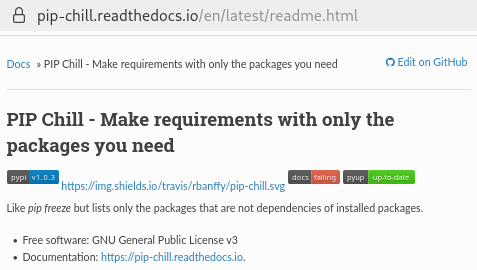 pip-chill.readthedocs.io/en/latest/readme.html
Docs » PIP Chill - Make requirements with only the packages you need Edit on GitHub
PIP Chill - Make requirements with only the
packages you need
pypi v1.0.3 https://img.shields.io/travis/rbanffy/pip-chill.svg docs failing pyup up-to-date
Like pip freeze but lists only the packages that are not dependencies of installed packages.
• Free software: GNU General Public License v3
• Documentation: https://pip-chill.readthedocs.io.